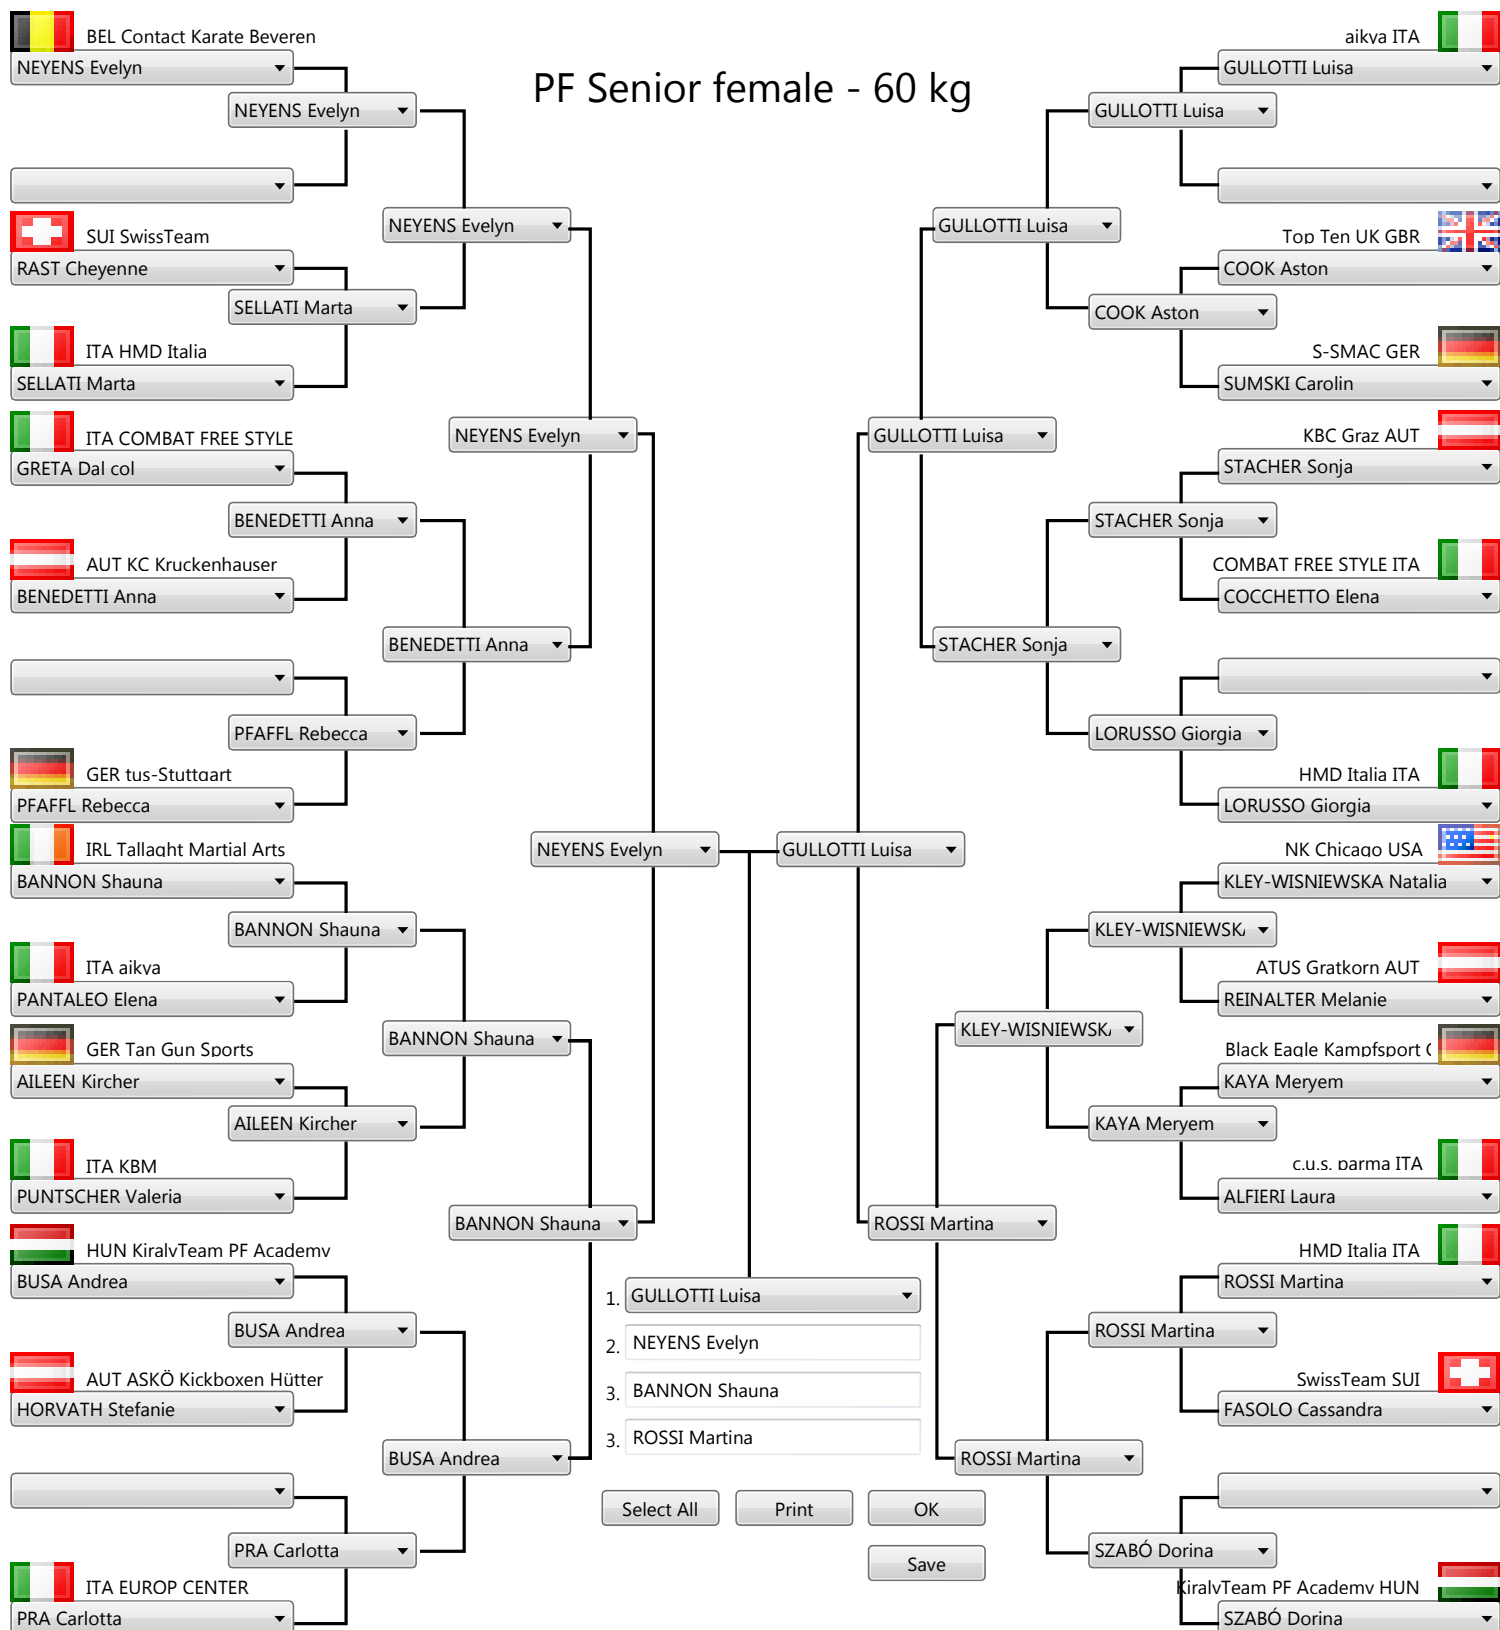 PF Senior female - 60 kg
BEL Contact Karate Beveren
NEYENS Evelyn
NEYENS Evelyn
SUI SwissTeam
RAST Cheyenne
NEYENS Evelyn
SELLATI Marta
ITA HMD Italia
SELLATI Marta
ITA COMBAT FREE STYLE
GRETA Dal col
NEYENS Evelyn
BENEDETTI Anna
AUT KC Kruckenhauser
BENEDETTI Anna
BENEDETTI Anna
PFAFFL Rebecca
GER tus-Stuttgart
PFAFFL Rebecca
IRL Tallaght Martial Arts
BANNON Shauna
NEYENS Evelyn
BANNON Shauna
ITA aikya
PANTALEO Elena
BANNON Shauna
GER Tan Gun Sports
AILEEN Kircher
AILEEN Kircher
ITA KBM
PUNTSCHER Valeria
BANNON Shauna
HUN KiralyTeam PF Academy
BUSA Andrea
BUSA Andrea
AUT ASKÖ Kickboxen Hütter
HORVATH Stefanie
BUSA Andrea
PRA Carlotta
ITA EUROP CENTER
PRA Carlotta
aikya ITA
GULLOTTI Luisa
GULLOTTI Luisa
GULLOTTI Luisa
Top Ten UK GBR
COOK Aston
COOK Aston
S-SMAC GER
SUMSKI Carolin
GULLOTTI Luisa
KBC Graz AUT
STACHER Sonja
STACHER Sonja
COMBAT FREE STYLE ITA
COCCHETTO Elena
STACHER Sonja
LORUSSO Giorgia
HMD Italia ITA
LORUSSO Giorgia
GULLOTTI Luisa
NK Chicago USA
KLEY-WISNIEWSKA Natalia
KLEY-WISNIEWSK
ATUS Gratkorn AUT
REINALTER Melanie
KLEY-WISNIEWSK
Black Eagle Kampfsport
KAYA Meryem
KAYA Meryem
c.u.s. parma ITA
ALFIERI Laura
ROSSI Martina
HMD Italia ITA
ROSSI Martina
ROSSI Martina
SwissTeam SUI
FASOLO Cassandra
ROSSI Martina
SZABÓ Dorina
KiralyTeam PF Academy HUN
SZABÓ Dorina
1. GULLOTTI Luisa
2. NEYENS Evelyn
3. BANNON Shauna
3. ROSSI Martina
Select All Print OK
Save